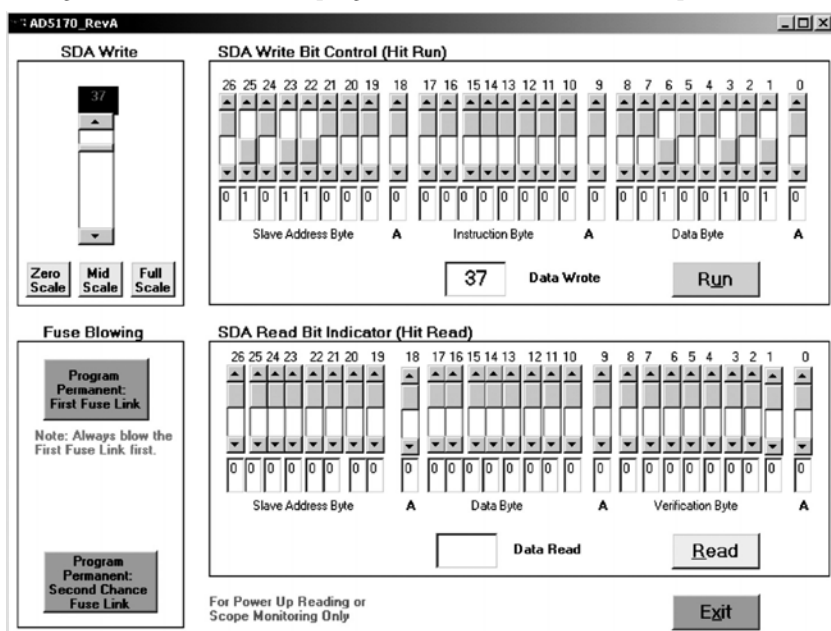 AD5170_RevA
SDA Write
37
Zero Scale
Mid Scale
Full Scale
SDA Write Bit Control (Hit Run)
26 25 24 23 22 21 20 19 18 17 16 15 14 13 12 11 10 9 8 7 6 5 4 3 2 1 0
0 1 0 1 1 0 0 0 0 0 0 0 0 0 0 0 0 0 0 0 1 0 0 1 0 1 0
Slave Address Byte A Instruction Byte A Data Byte A
37 Data Wrote Run
Fuse Blowing
Program
Permanent:
First Fuse Link
Note: Always blow the
First Fuse Link first.
Program
Permanent:
Second Chance
Fuse Link
SDA Read Bit Indicator (Hit Read)
26 25 24 23 22 21 20 19 18 17 16 15 14 13 12 11 10 9 8 7 6 5 4 3 2 1 0
0 0 0 0 0 0 0 0 0 0 0 0 0 0 0 0 0 0 0 0 0 0 0 0 0 0 0
Slave Address Byte A Data Byte A Verification Byte A
Data Read Read
For Power Up Reading or
Scope Monitoring Only
Exit